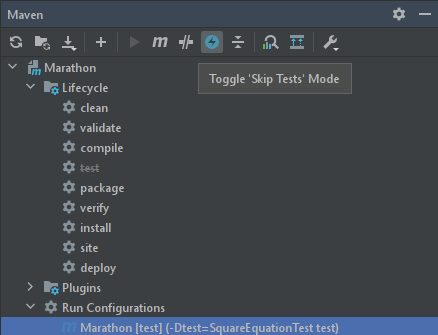 Maven
Toggle 'Skip Tests' Mode
Marathon
Lifecycle
clean
validate
compile
test
package
verify
install
site
deploy
Plugins
Run Configurations
Marathon [test] (-Dtest=SquareEquationTest test)